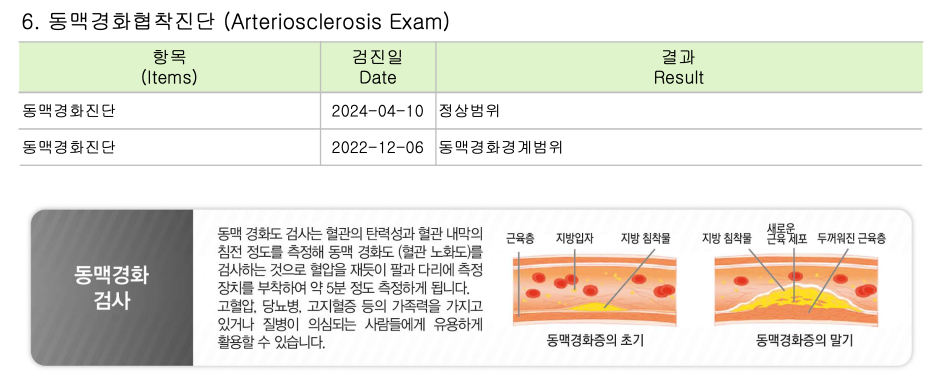 6. 동맥경화협착진단 (Arteriosclerosis Exam)
항목 검진일 결과
(Items) Date Result
동맥경화진단 2024-04-10 정상범위
동맥경화진단 2022-12-06 동맥경화경계범위
동맥경화
검사
동맥 경화도 검사는 혈관의 탄력성과 혈관 내막의
침전 정도를 측정해 동맥 경화도 (혈관 노화도)를
검사하는 것으로 혈압을 재듯이 팔과 다리에 측정
장치를 부착하여 약 5분 정도 측정하게 됩니다.
고혈압, 당뇨병, 고지혈증 등의 가족력을 가지고
있거나 질병이 의심되는 사람들에게 유용하게
활용할 수 있습니다.
근육층 지방입자 지방 침착물
동맥경화증의 초기
새로운
지방 침착물 근육 세포 두꺼워진 근육층
동맥경화증의 말기